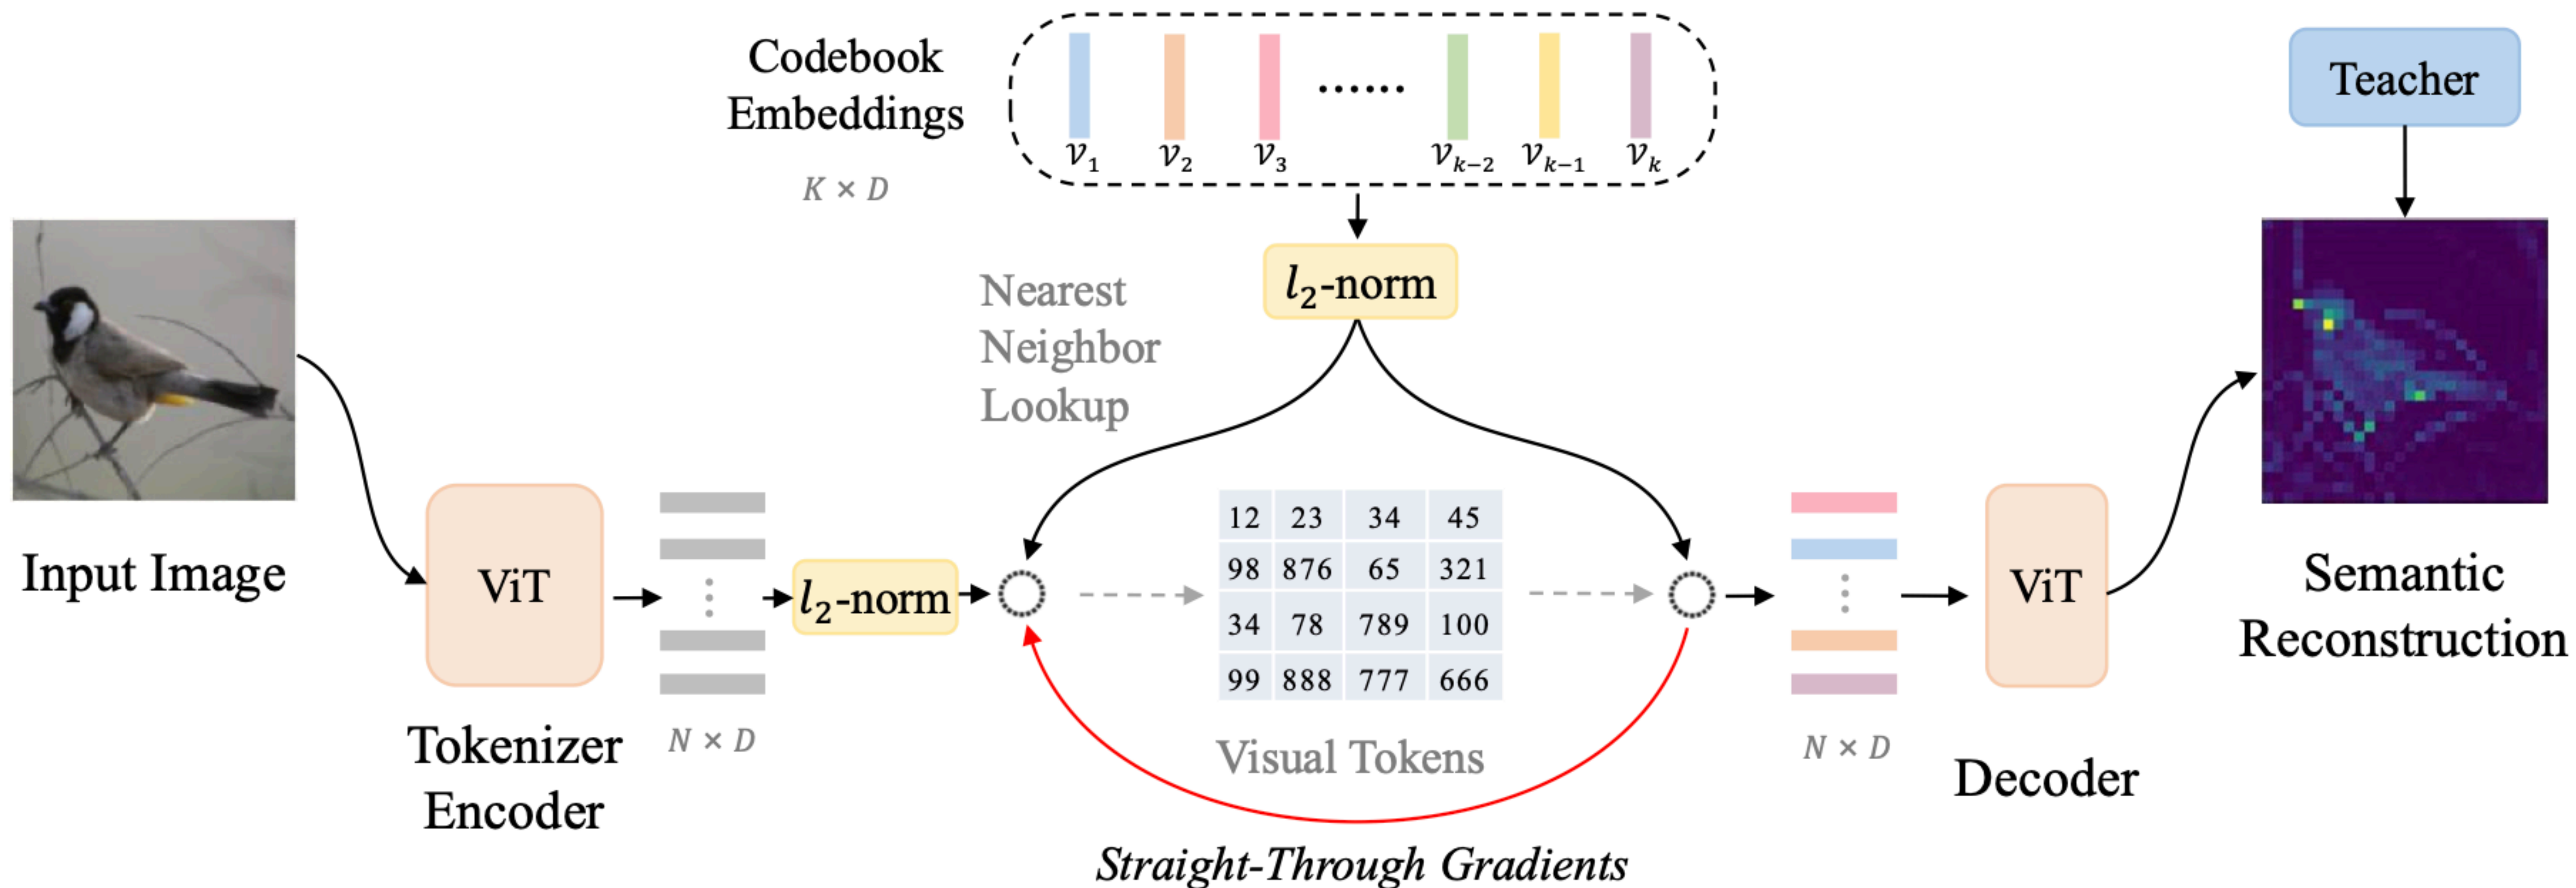 Codebook
Embeddings
K × D
𝒱1 𝒱2 𝒱3 ...... 𝒱k−2 𝒱k−1 𝒱k
Teacher
l2-norm
Nearest
Neighbor
Lookup
Input Image
ViT
Tokenizer
Encoder
N × D
l2-norm
12 23 34 45
98 876 65 321
34 78 789 100
99 888 777 666
Visual Tokens
Straight-Through Gradients
N × D
ViT
Decoder
Semantic
Reconstruction